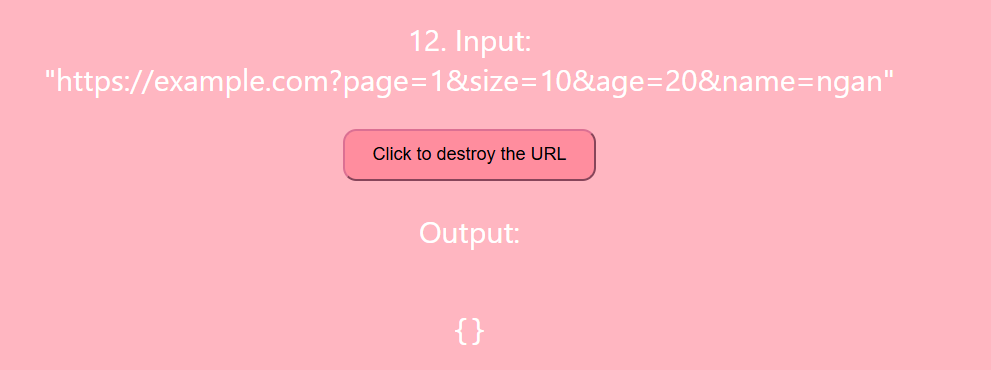 12. Input:
"https://example.com?page=1&size=10&age=20&name=ngan"
Click to destroy the URL
Output:
{}